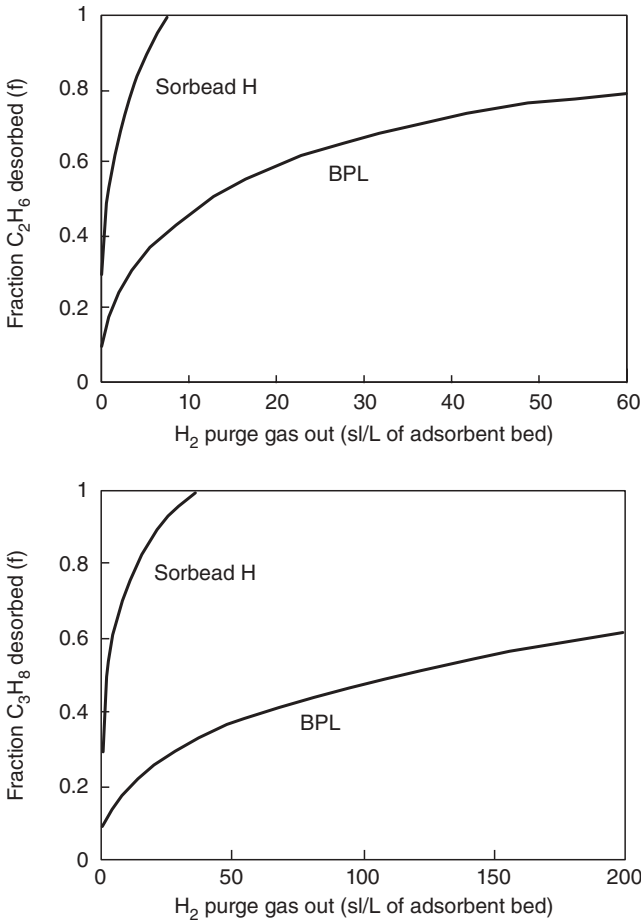 Fraction C₂H₆ desorbed (f)
1
0.8
0.6
0.4
0.2
0
Sorbead H
BPL
0 10 20 30 40 50 60
H₂ purge gas out (sl/L of adsorbent bed)
Fraction C₃H₈ desorbed (f)
1
0.8
0.6
0.4
0.2
0
Sorbead H
BPL
0 50 100 150 200
H₂ purge gas out (sl/L of adsorbent bed)